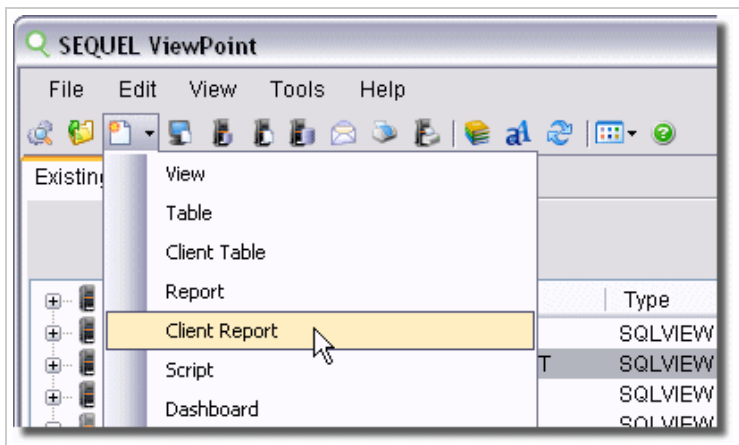 SEQUEL ViewPoint
File Edit View Tools Help
Existing
View
Table
Client Table
Report
Type
Client Report
SQLVIEW
Script
T SQLVIEW
SQLVIEW
Dashboard
SQLVIEW